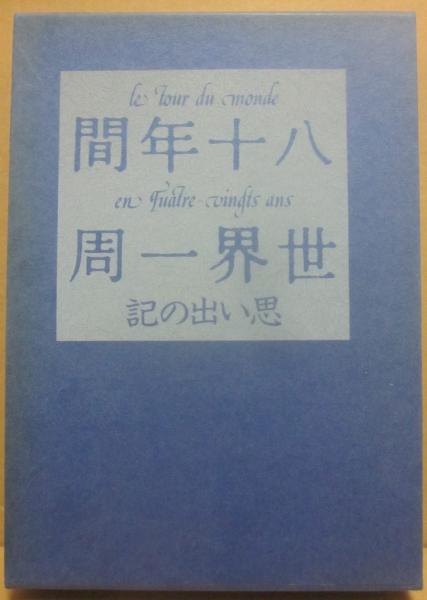 le Tour du monde
八十年間
en Quatre-vingts ans
世界一周
思い出の記